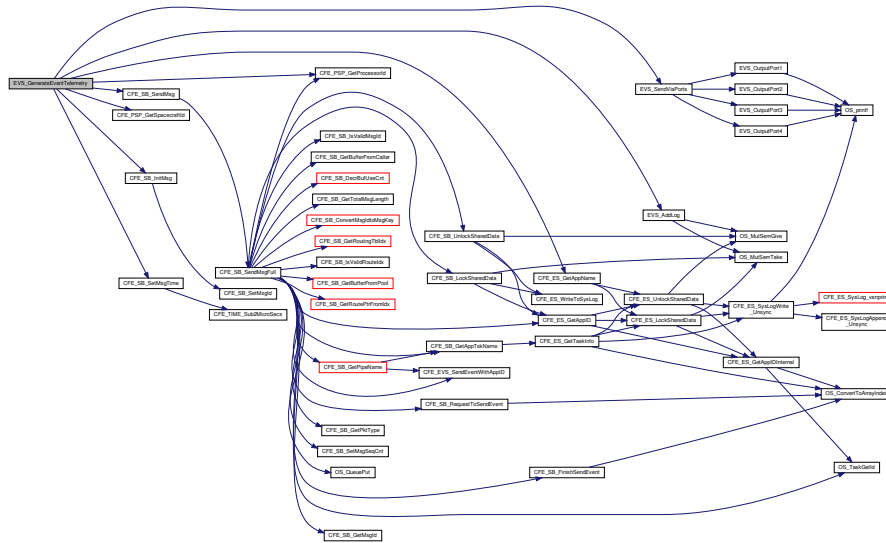 EVS_GenerateEventTelemetry
CFE_SB_SendMsg
CFE_PSP_GetSpacecraftId
CFE_SB_InitMsg
CFE_SB_SetMsgTime
CFE_SB_SendMsgFull
CFE_SB_SetMsgId
CFE_TIME_Sub2MicroSecs
CFE_PSP_GetProcessorId
CFE_SB_IsValidMsgId
CFE_SB_GetBufferFromCaller
CFE_SB_DecrBufUseCnt
CFE_SB_GetTotalMsgLength
CFE_SB_ConvertMsgIdtoMsgKey
CFE_SB_GetRoutingTblIdx
CFE_SB_IsValidRouteIdx
CFE_SB_GetBufferFromPool
CFE_SB_GetRoutePtrFromIdx
CFE_SB_GetPipeName
CFE_SB_GetPktType
CFE_SB_SetMsgSeqCnt
OS_QueuePut
CFE_SB_GetMsgId
CFE_SB_UnlockSharedData
CFE_SB_LockSharedData
CFE_SB_GetAppTskName
CFE_EVS_SendEventWithAppID
CFE_SB_RequestToSendEvent
CFE_ES_GetAppName
CFE_ES_WriteToSysLog
CFE_ES_GetAppID
CFE_ES_GetTaskInfo
CFE_SB_FinishSendEvent
EVS_SendViaPorts
EVS_AddLog
CFE_ES_UnlockSharedData
CFE_ES_LockSharedData
EVS_OutputPort1
EVS_OutputPort2
EVS_OutputPort3
EVS_OutputPort4
OS_MutSemGive
OS_MutSemTake
CFE_ES_SysLogWrite
_Unsync
CFE_ES_GetAppIDInternal
OS_printf
CFE_ES_SysLog_vsnprin
CFE_ES_SysLogAppend
_Unsync
OS_ConvertToArrayIndex
OS_TaskGetId